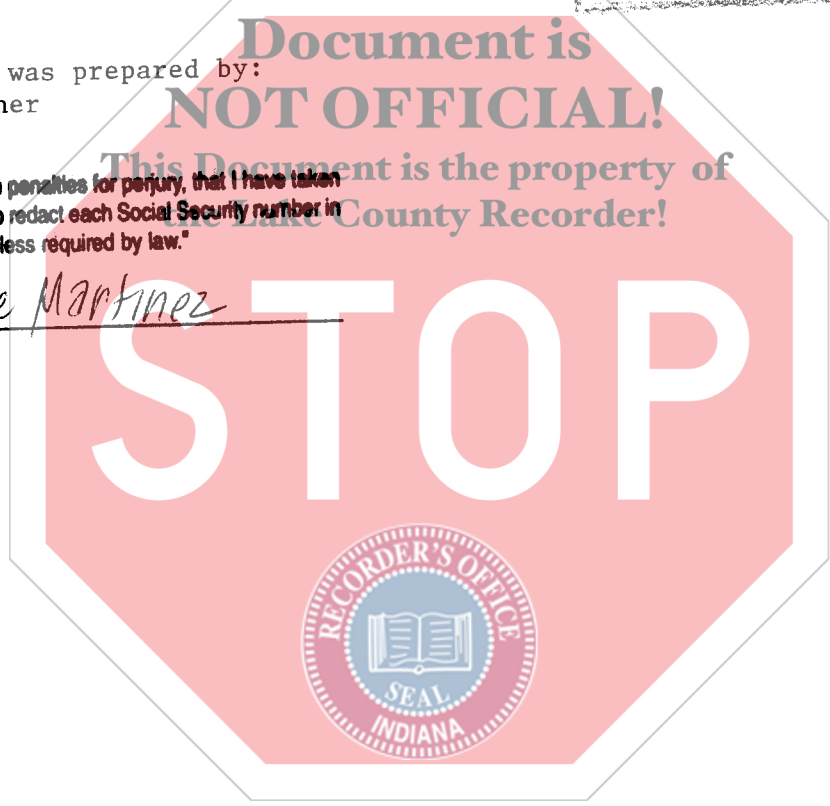 Document is
was prepared by:
ner
NOT OFFICIAL!
This Document is the property of
penalties for perjury, that I have taken
redact each Social Security number in
the Lake County Recorder!
less required by law."
e Martinez
STOP
RECORDER'S OFFICE
SEAL
INDIANA